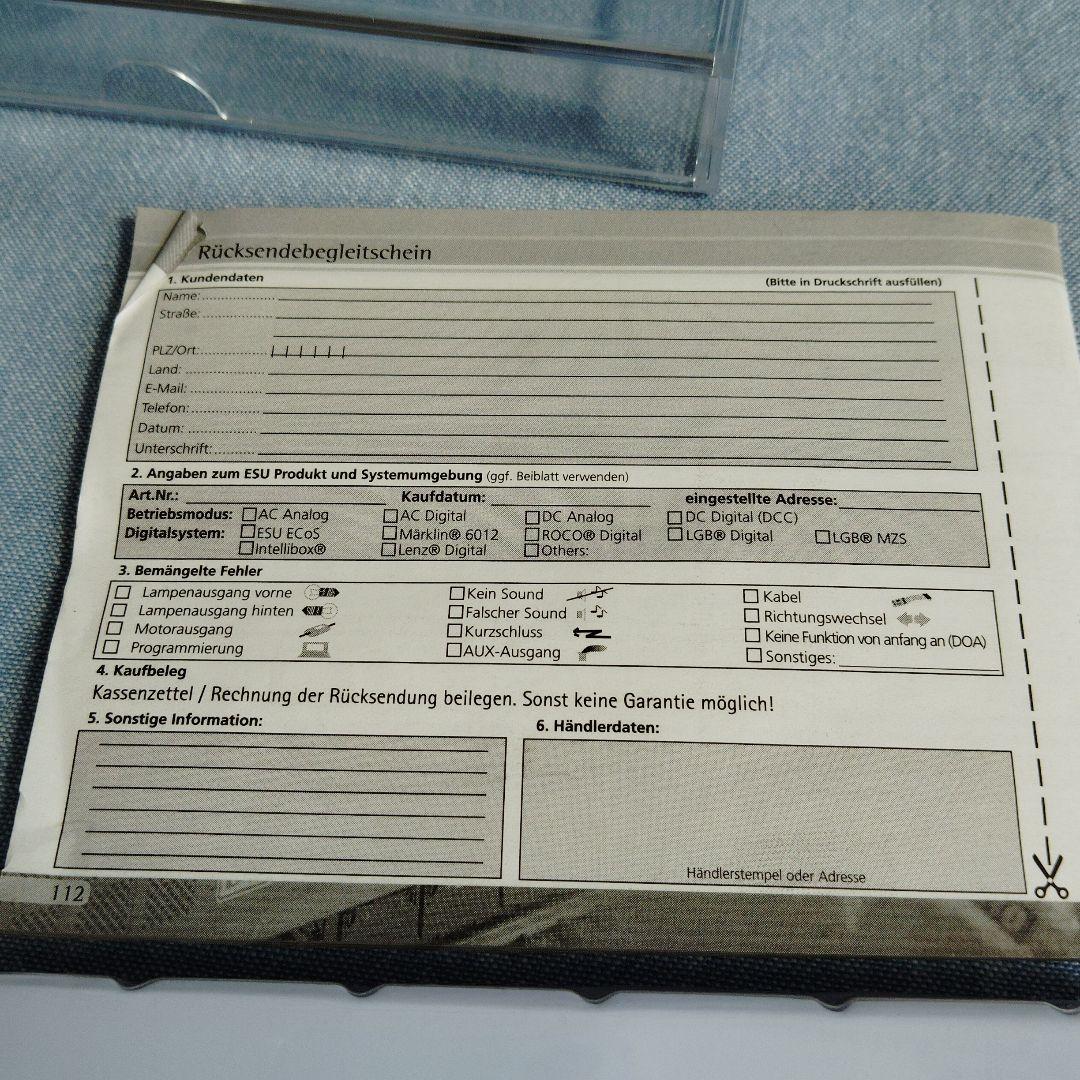 Rücksendebegleitschein
1. Kundendaten (Bitte in Druckschrift ausfüllen)
Name:
Straße:
PLZ/Ort:
Land:
E-Mail:
Telefon:
Datum:
Unterschrift:
2. Angaben zum ESU Produkt und Systemumgebung (ggf. Beiblatt verwenden)
Art.Nr.: Kaufdatum: eingestellte Adresse:
Betriebsmodus: AC Analog AC Digital DC Analog DC Digital (DCC)
Digitalsystem: ESU ECoS Märklin® 6012 ROCO® Digital LGB® Digital LGB® MZS
Intellibox® Lenz® Digital Others:
3. Bemängelte Fehler
Lampenausgang vorne Kein Sound Kabel
Lampenausgang hinten Falscher Sound Richtungswechsel
Motorausgang Kurzschluss Keine Funktion von anfang an (DOA)
Programmierung AUX-Ausgang Sonstiges:
4. Kaufbeleg
Kassenzettel / Rechnung der Rücksendung beilegen. Sonst keine Garantie möglich!
5. Sonstige Information: 6. Händlerdaten:
Händlerstempel oder Adresse
112